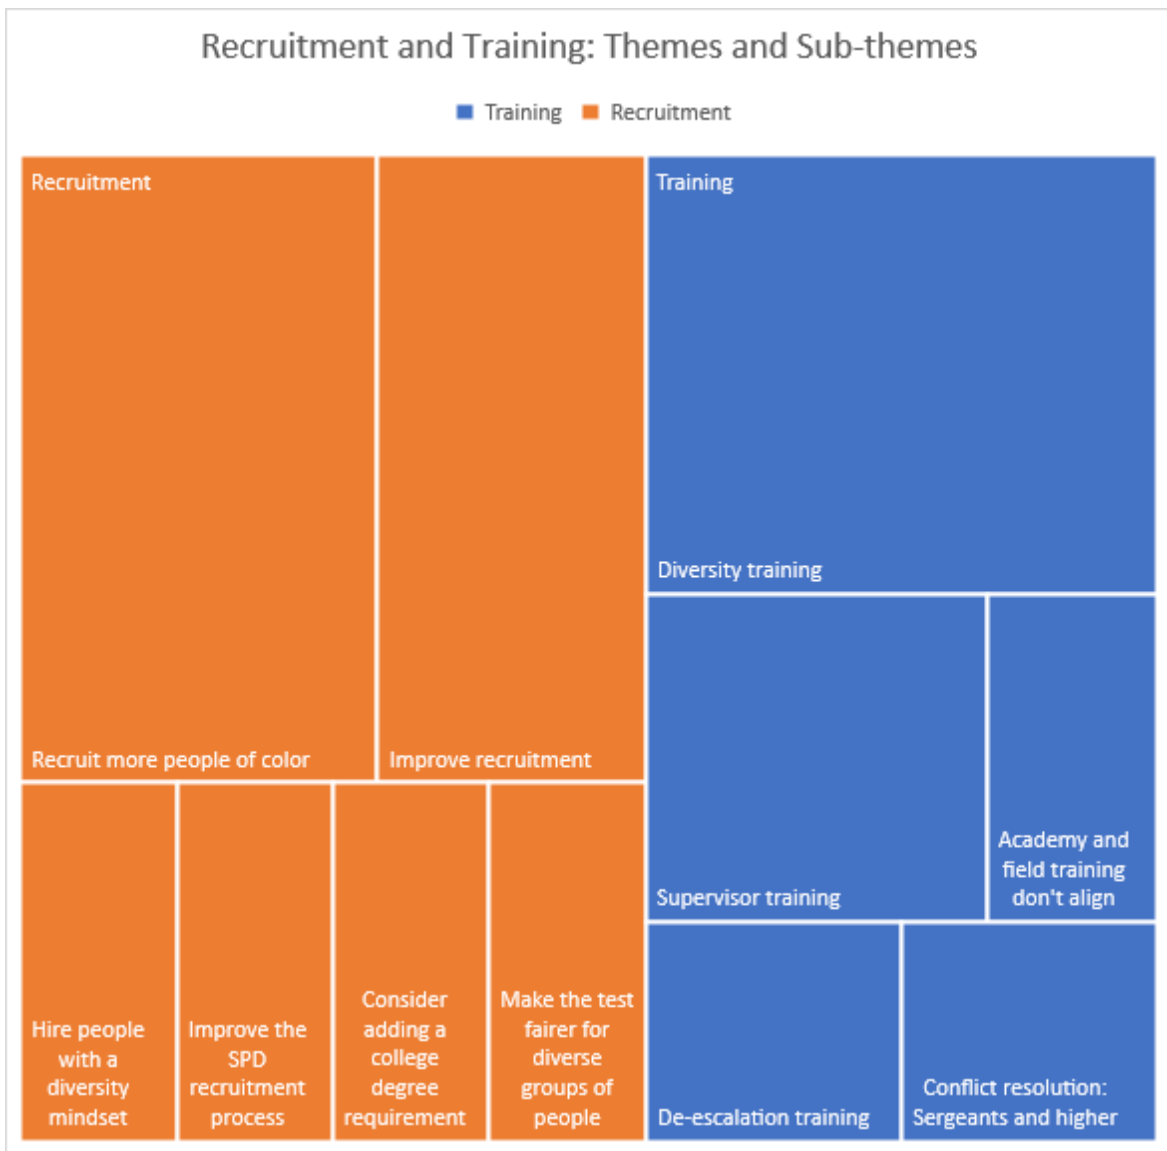 Recruitment and Training: Themes and Sub-themes
Training
Recruitment
Recruitment
Recruit more people of color
Improve recruitment
Hire people
with a
diversity
mindset
Improve the
SPD
recruitment
process
Consider
adding a
college
degree
requirement
Make the test
fairer for
diverse
groups of
people
Training
Diversity training
Supervisor training
Academy and
field training
don't align
De-escalation training
Conflict resolution:
Sergeants and higher